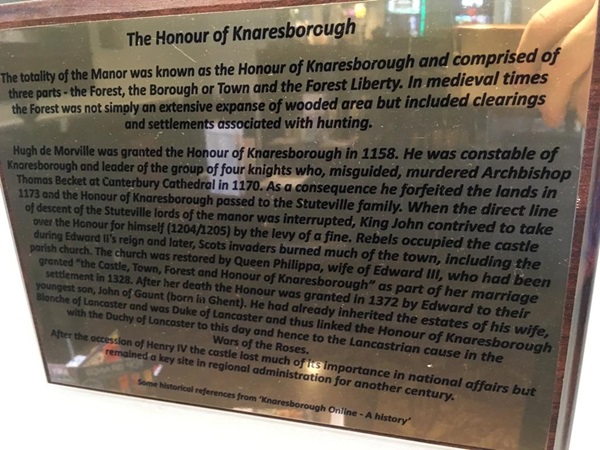 The Honour of Knaresborough
The totality of the Manor was known as the Honour of Knaresborough and comprised of
three parts - the Forest, the Borough or Town and the Forest Liberty. In medieval times
the Forest was not simply an extensive expanse of wooded area but included clearings
and settlements associated with hunting.
Hugh de Morville was granted the Honour of Knaresborough in 1158. He was constable of
Knaresborough and leader of the group of four knights who, misguided, murdered Archbishop
Thomas Becket at Canterbury Cathedral in 1170. As a consequence he forfeited the lands in
1173 and the Honour of Knaresborough passed to the Stuteville family. When the direct line
of descent of the Stuteville lords of the manor was interrupted, King John contrived to take
over the Honour for himself (1204/1205) by the levy of a fine. Rebels occupied the castle
during Edward II's reign and later, Scots invaders burned much of the town, including the
parish church. The church was restored by Queen Philippa, wife of Edward III, who had been
granted "the Castle, Town, Forest and Honour of Knaresborough" as part of her marriage
settlement in 1328. After her death the Honour was granted in 1372 by Edward to their
youngest son, John of Gaunt (born in Ghent). He had already inherited the estates of his wife,
Blanche of Lancaster and was Duke of Lancaster and thus linked the Honour of Knaresborough
with the Duchy of Lancaster to this day and hence to the Lancastrian cause in the
Wars of the Roses.
After the accession of Henry IV the castle lost much of its importance in national affairs but
remained a key site in regional administration for another century.
Some historical references from 'Knaresborough Online - A history'